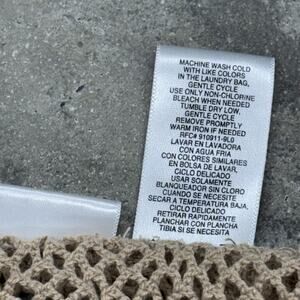 MACHINE WASH COLD
WITH LIKE COLORS
IN THE LAUNDRY BAG,
GENTLE CYCLE
USE ONLY NON-CHLORINE
BLEACH WHEN NEEDED
TUMBLE DRY LOW,
GENTLE CYCLE
REMOVE PROMPTLY
WARM IRON IF NEEDED
RFC# 910911-9L0
LAVAR EN LAVADORA
CON AGUA FRIA
CON COLORES SIMILARES
EN BOLSA DE LAVAR,
CICLO DELICADO
USAR SOLAMENTE
BLANQUEADOR SIN CLORO
CUANDO SE NECESITE
SECAR A TEMPERATURA BAJA,
CICLO DELICADO
RETIRAR RAPIDAMENTE
PLANCHAR CON PLANCHA
TIBIA SI SE NECESITE